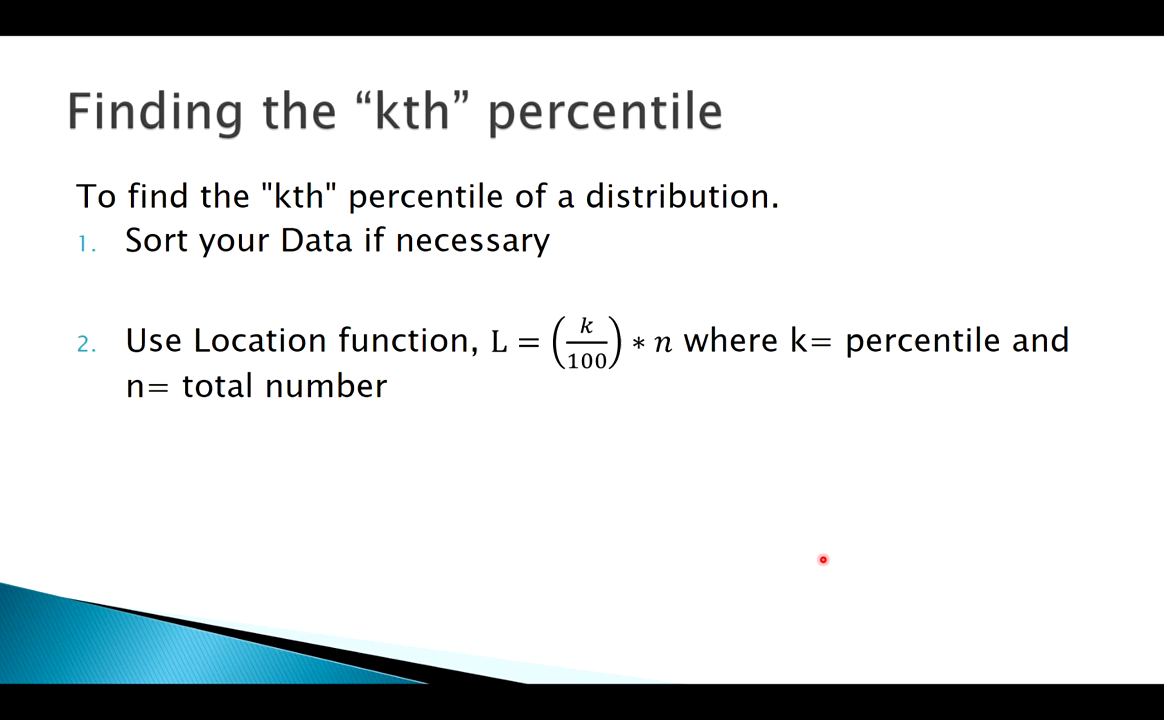 Finding the “kth” percentile
To find the "kth" percentile of a distribution.
1. Sort your Data if necessary
2. Use Location function, L = (k/100) * n where k= percentile and
n= total number